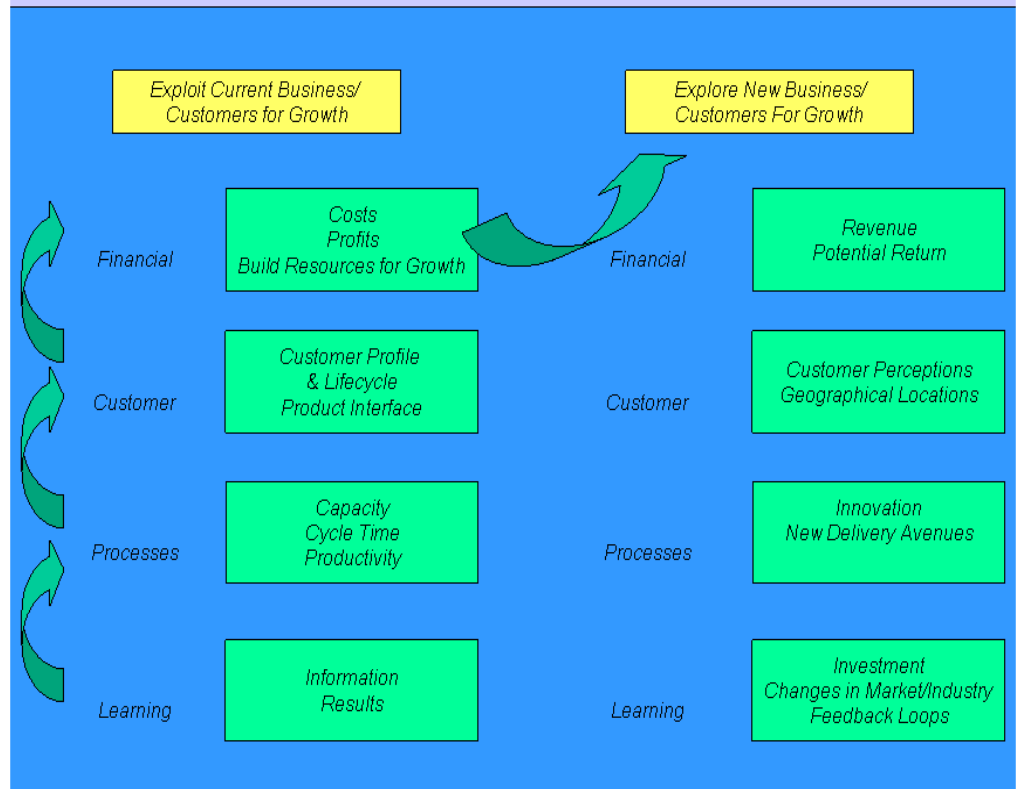 Exploit Current Business/
Customers for Growth
Explore New Business/
Customers For Growth
Financial
Costs
Profits
Build Resources for Growth
Financial
Revenue
Potential Return
Customer
Customer Profile
& Lifecycle
Product Interface
Customer
Customer Perceptions
Geographical Locations
Processes
Capacity
Cycle Time
Productivity
Processes
Innovation
New Delivery Avenues
Learning
Information
Results
Learning
Investment
Changes in Market/Industry
Feedback Loops